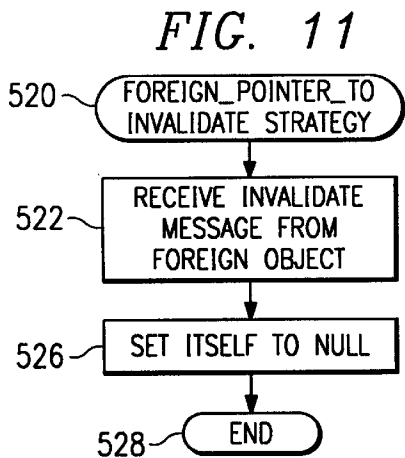 FIG. 11
520
FOREIGN_POINTER_TO
INVALIDATE STRATEGY
522
RECEIVE INVALIDATE
MESSAGE FROM
FOREIGN OBJECT
526
SET ITSELF TO NULL
528
END